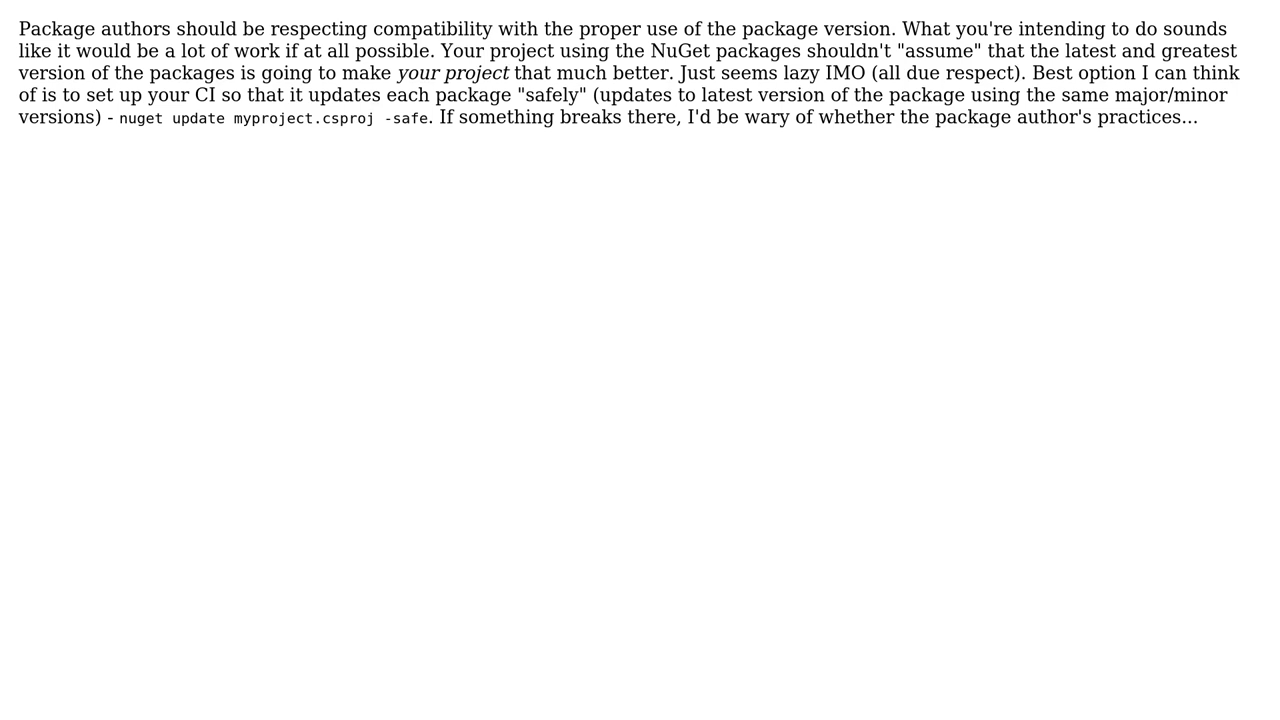 Package authors should be respecting compatibility with the proper use of the package version. What you're intending to do sounds
like it would be a lot of work if at all possible. Your project using the NuGet packages shouldn't "assume" that the latest and greatest
version of the packages is going to make your project that much better. Just seems lazy IMO (all due respect). Best option I can think
of is to set up your CI so that it updates each package "safely" (updates to latest version of the package using the same major/minor
versions) - nuget update myproject.csproj -safe. If something breaks there, I'd be wary of whether the package author's practices...